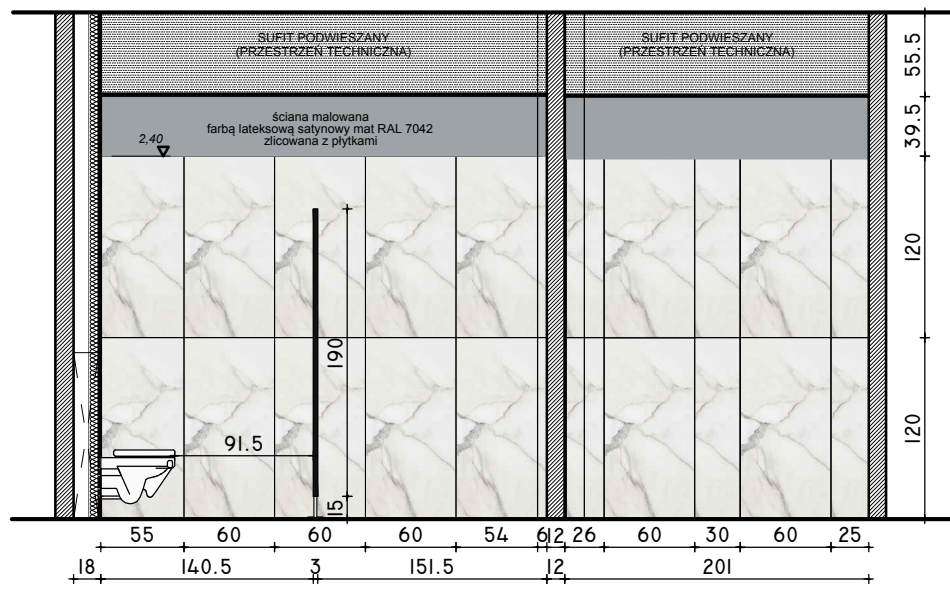 SUFIT PODWIESZANY
(PRZESTRZEŃ TECHNICZNA)
SUFIT PODWIESZANY
(PRZESTRZEŃ TECHNICZNA)
55.5
ściana malowana
farbą lateksową satynowy mat RAL 7042
zlicowana z płytkami
2,40
39.5
120
190
120
91.5
15
55 60 60 60 54 6 12 26 60 30 60 25
18 140.5 3 151.5 12 201